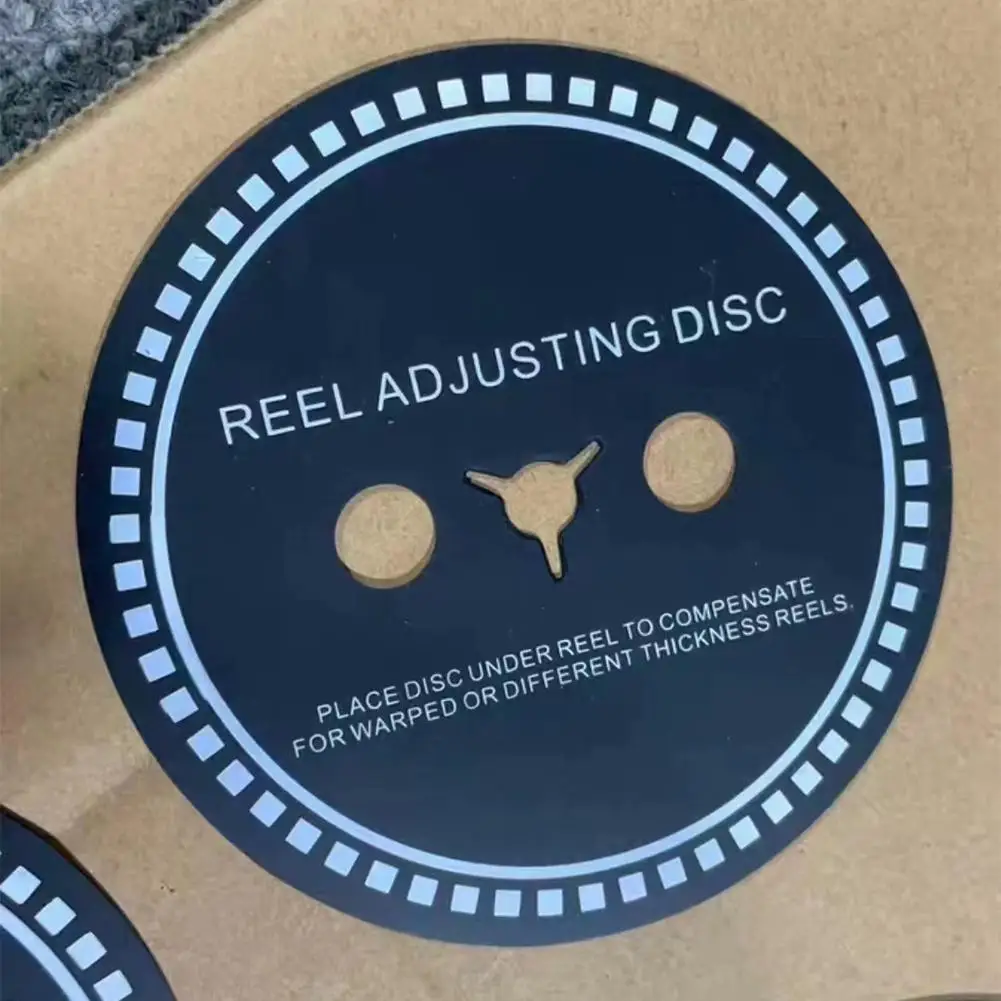 REEL ADJUSTING DISC
PLACE DISC UNDER REEL TO COMPENSATE
FOR WARPED OR DIFFERENT THICKNESS REELS.